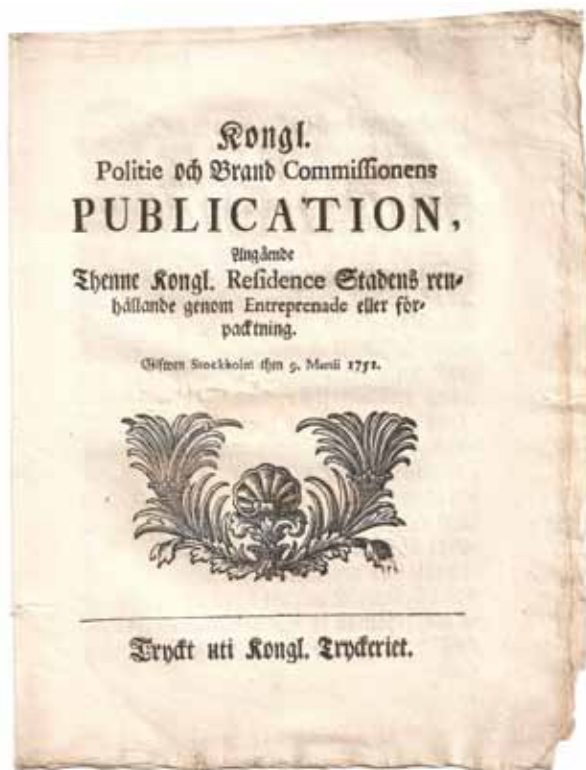 Kongl.
Politie och Brand Commissionens
PUBLICATION,
Angående
Thenne Kongl. Residence Stadens ren-
hållande genom Entreprenade eller för-
packtning.
Gifwen Stockholm then 9. Martii 1751.
Tryckt uti Kongl. Tryckeriet.